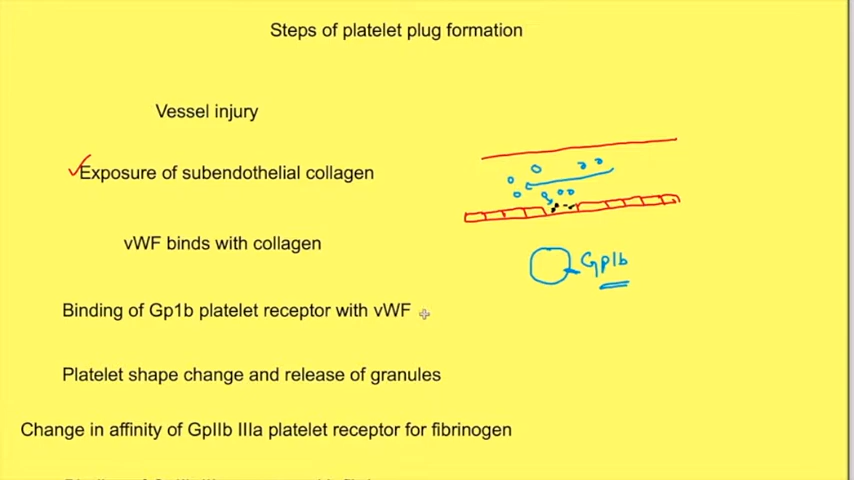 Steps of platelet plug formation
Vessel injury
Exposure of subendothelial collagen
vWF binds with collagen
Gp1b
Binding of Gp1b platelet receptor with vWF
Platelet shape change and release of granules
Change in affinity of GpIIb IIIa platelet receptor for fibrinogen